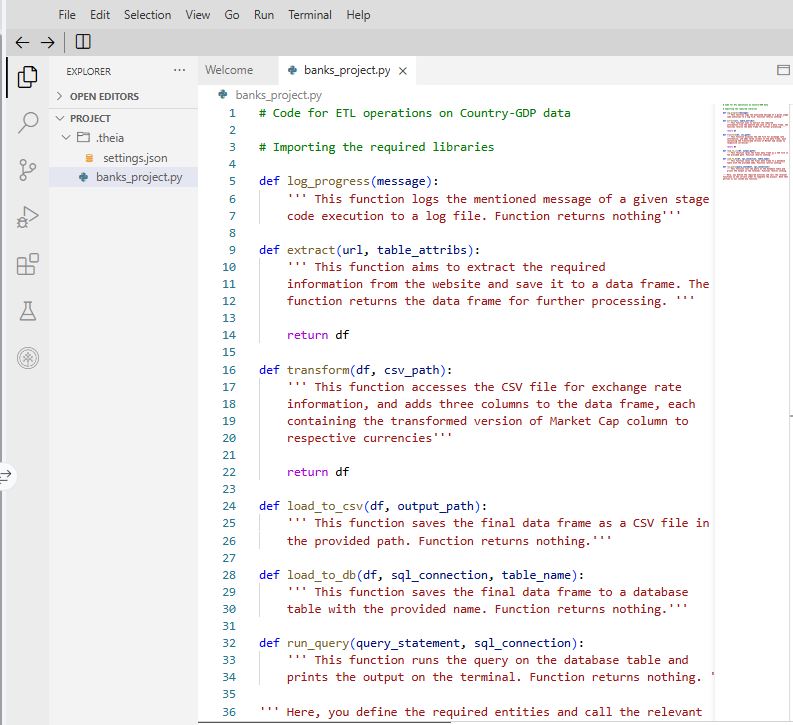 File Edit Selection View Go Run Terminal Help
EXPLORER ...
Welcome banks_project.py ×
OPEN EDITORS
PROJECT
.theia
settings.json
banks_project.py
banks_project.py
1 # Code for ETL operations on Country-GDP data
2
3 # Importing the required libraries
4
5 def log_progress(message):
6 ''' This function logs the mentioned message of a given stage
7 code execution to a log file. Function returns nothing'''
8
9 def extract(url, table_attribs):
10 ''' This function aims to extract the required
11 information from the website and save it to a data frame. The
12 function returns the data frame for further processing. '''
13
14 return df
15
16 def transform(df, csv_path):
17 ''' This function accesses the CSV file for exchange rate
18 information, and adds three columns to the data frame, each
19 containing the transformed version of Market Cap column to
20 respective currencies'''
21
22 return df
23
24 def load_to_csv(df, output_path):
25 ''' This function saves the final data frame as a CSV file in
26 the provided path. Function returns nothing.'''
27
28 def load_to_db(df, sql_connection, table_name):
29 ''' This function saves the final data frame to a database
30 table with the provided name. Function returns nothing.'''
31
32 def run_query(query_statement, sql_connection):
33 ''' This function runs the query on the database table and
34 prints the output on the terminal. Function returns nothing. '
35
36 ''' Here, you define the required entities and call the relevant